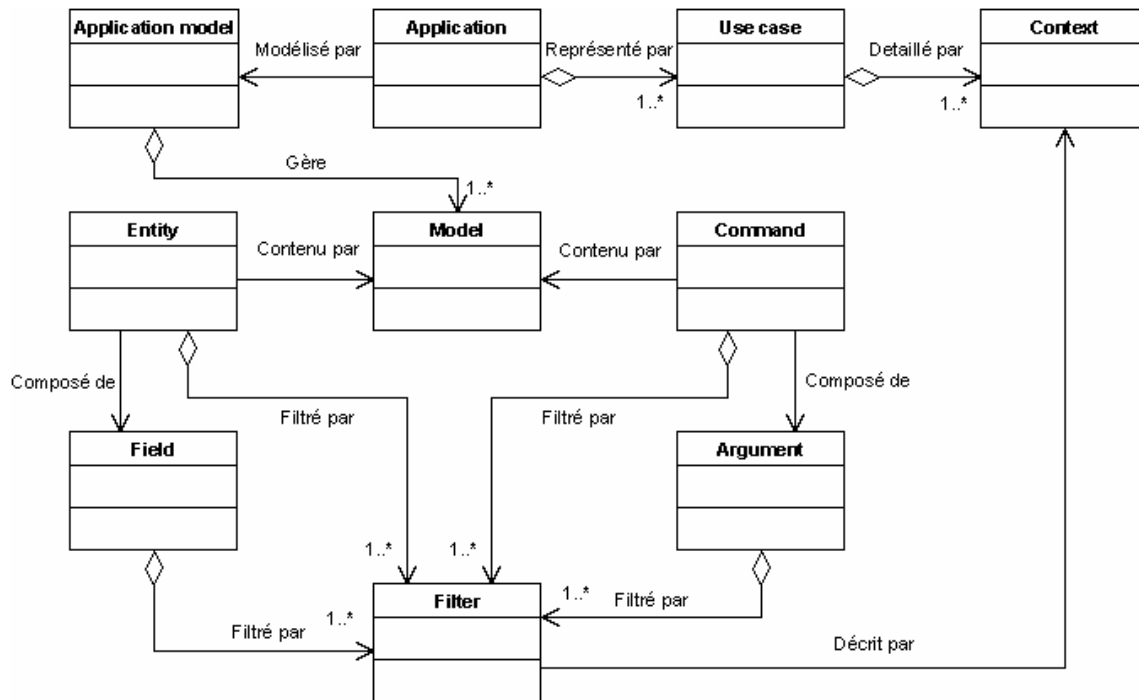 Application model
Application
Use case
Context
Modélisé par
Représenté par
Detaillé par
1..*
1..*
Gère
1..*
Entity
Model
Command
Contenu par
Contenu par
Composé de
Composé de
Filtré par
Filtré par
Field
Argument
1..*
1..*
Filter
1..*
Filtré par
1..*
Filtré par
Décrit par